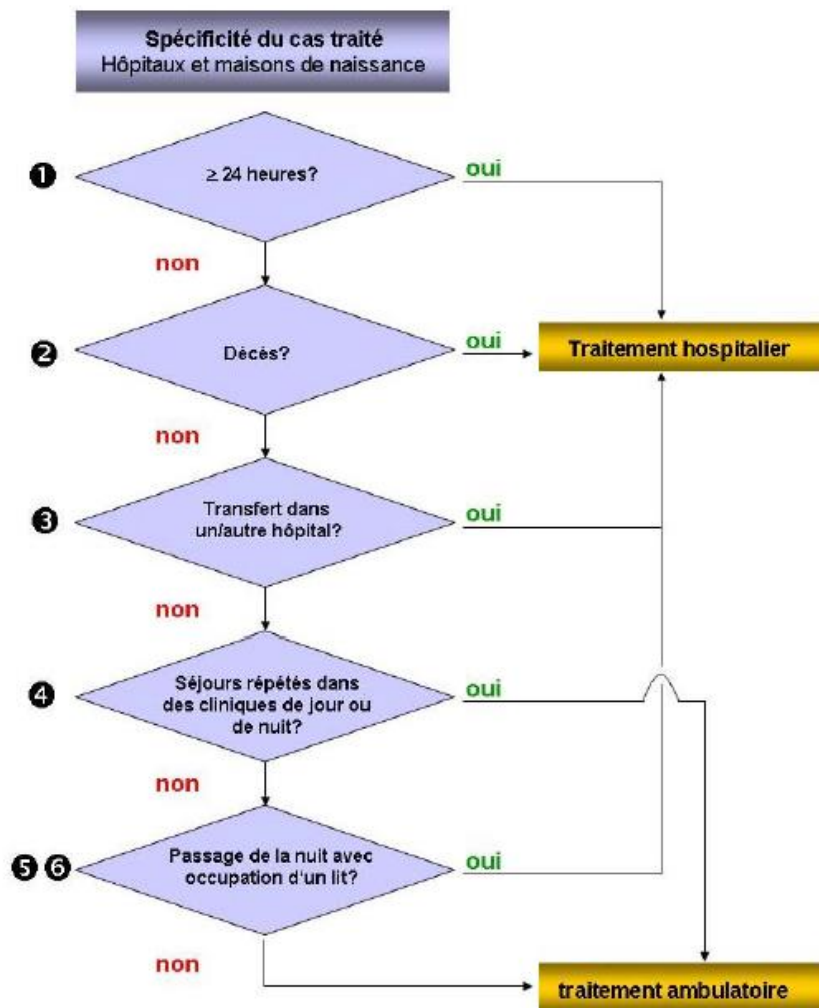 Spécificité du cas traité
Hôpitaux et maisons de naissance
❶
≥ 24 heures?
oui
non
❷
Décès?
oui
Traitement hospitalier
non
❸
Transfert dans
un/autre hôpital?
oui
non
❹
Séjours répétés dans
des cliniques de jour ou
de nuit?
oui
non
❺ ❻
Passage de la nuit avec
occupation d'un lit?
oui
non
traitement ambulatoire